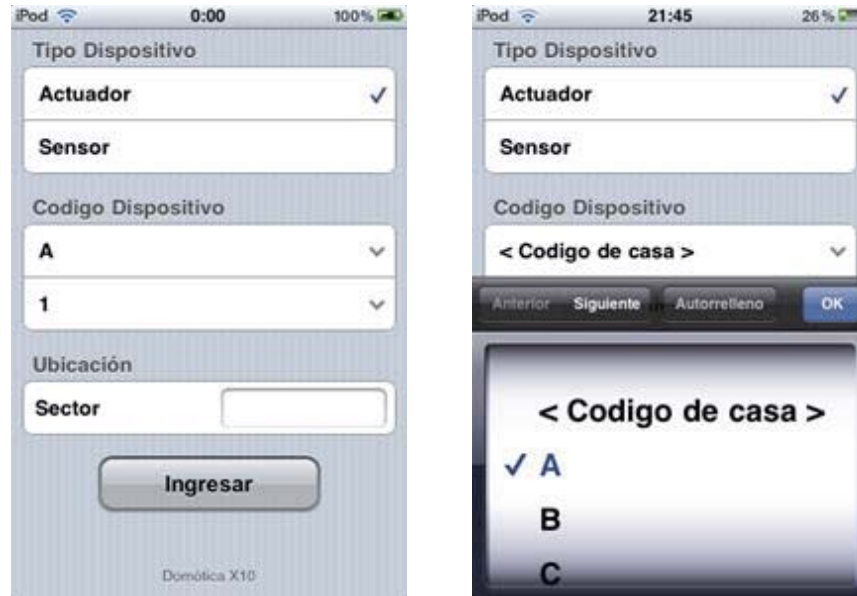 iPod 0:00 100%
Tipo Dispositivo
Actuador
Sensor
Codigo Dispositivo
A
1
Ubicación
Sector
Ingresar
Domótica X10
iPod 21:45 26%
Tipo Dispositivo
Actuador
Sensor
Codigo Dispositivo
< Codigo de casa >
Anterior Siguiente Autorrelleno OK
< Codigo de casa >
A
B
C